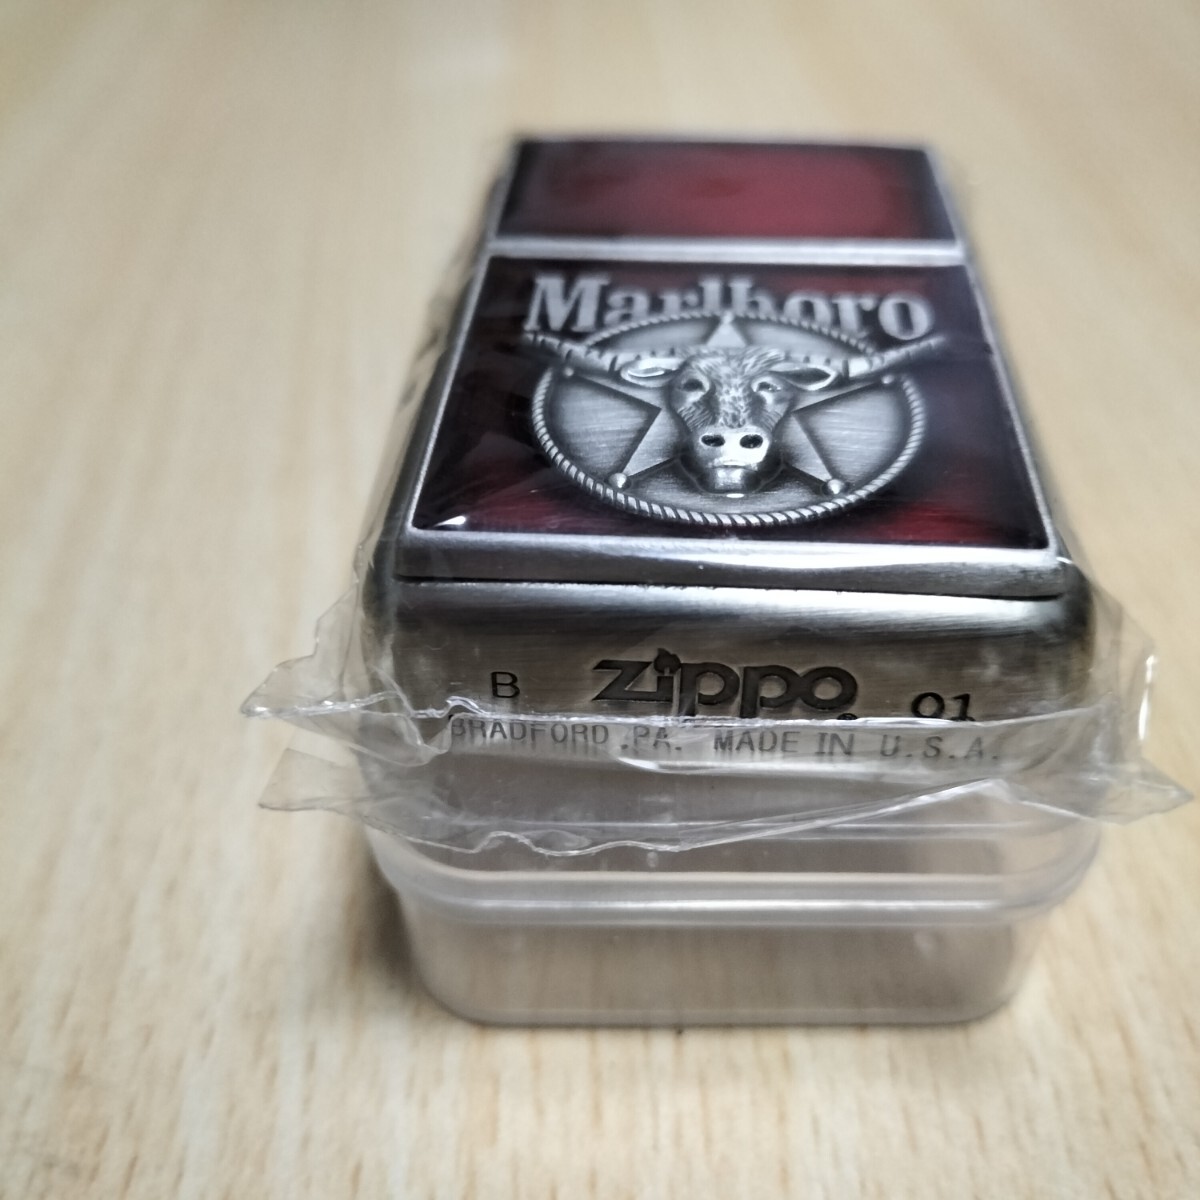 Marlboro
B zippo 01
BRADFORD.PA. MADE IN U.S.A.